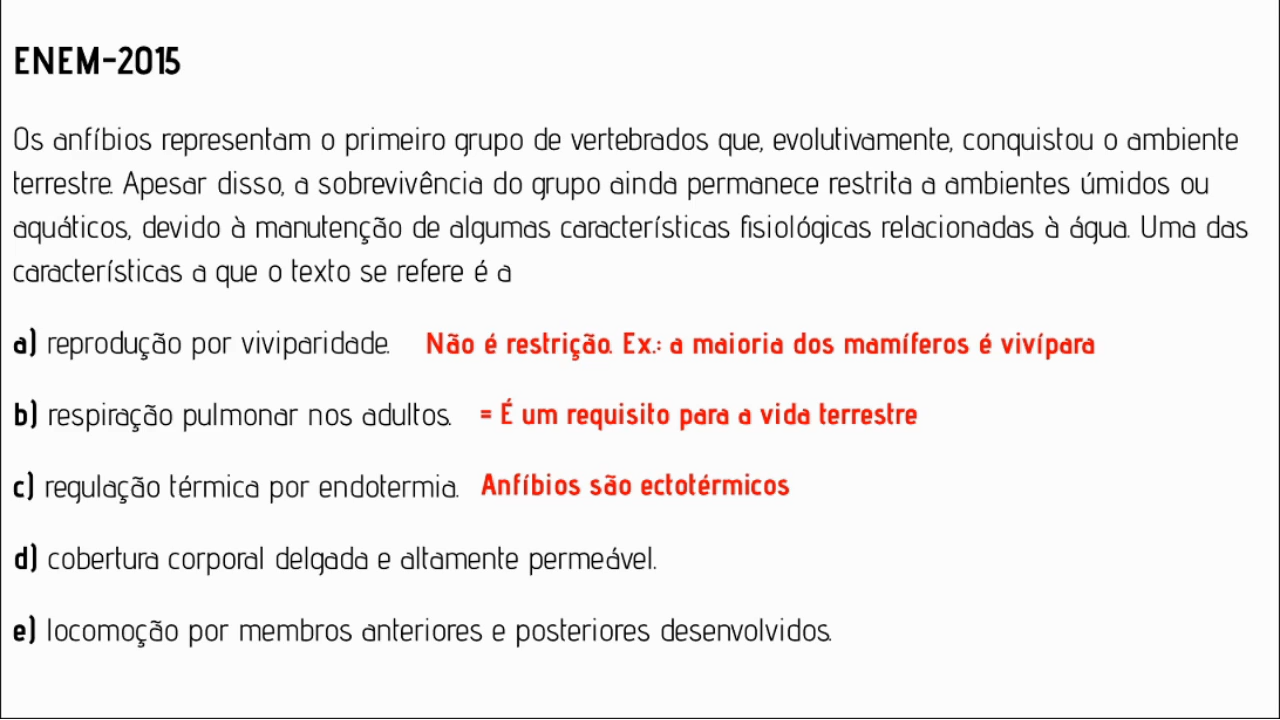 ENEM-2015
Os anfíbios representam o primeiro grupo de vertebrados que, evolutivamente, conquistou o ambiente
terrestre. Apesar disso, a sobrevivência do grupo ainda permanece restrita a ambientes úmidos ou
aquáticos, devido à manutenção de algumas características fisiológicas relacionadas à água. Uma das
características a que o texto se refere é a
a) reprodução por viviparidade. Não é restrição. Ex.: a maioria dos mamíferos é vivípara
b) respiração pulmonar nos adultos. = É um requisito para a vida terrestre
c) regulação térmica por endotermia. Anfíbios são ectotérmicos
d) cobertura corporal delgada e altamente permeável.
e) locomoção por membros anteriores e posteriores desenvolvidos.